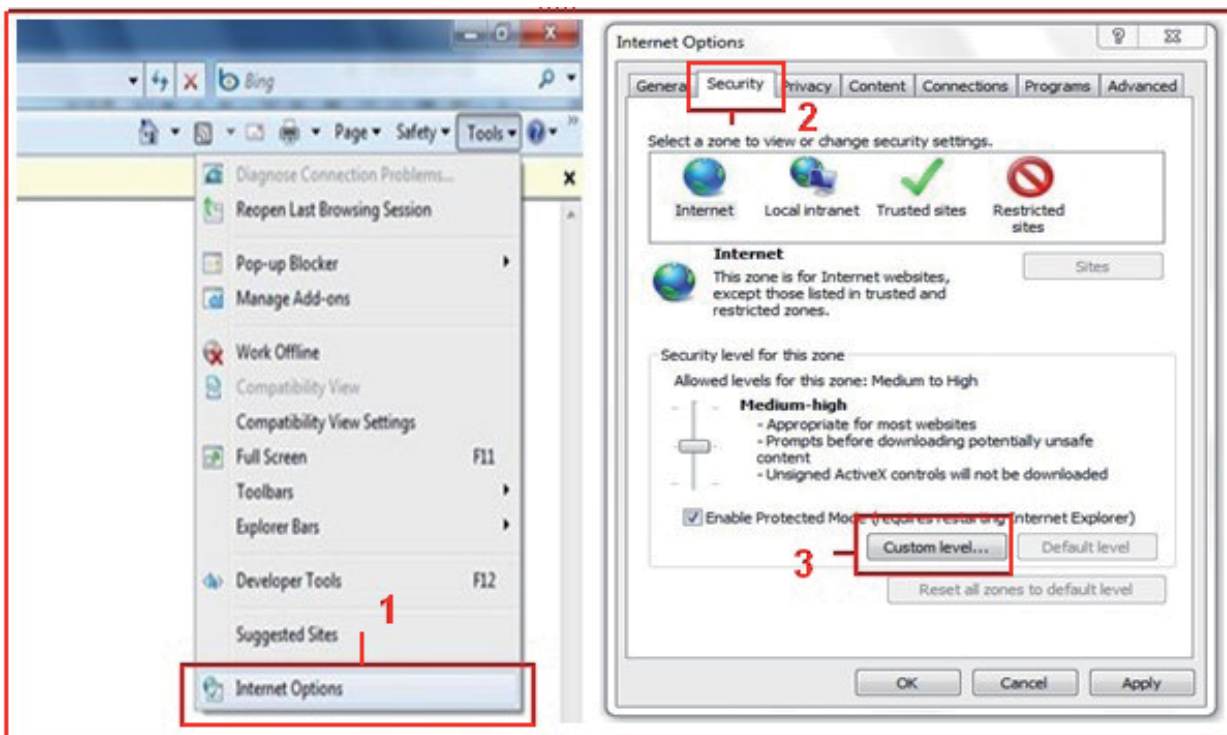 Bing
Page Safety Tools
Diagnose Connection Problems...
Reopen Last Browsing Session
Pop-up Blocker
Manage Add-ons
Work Offline
Compatibility View
Compatibility View Settings
Full Screen F11
Toolbars
Explorer Bars
Developer Tools F12
1
Suggested Sites
Internet Options
Internet Options
General Security Privacy Content Connections Programs Advanced
2
Select a zone to view or change security settings.
Internet Local intranet Trusted sites Restricted
sites
Internet
Sites
This zone is for Internet websites,
except those listed in trusted and
restricted zones.
Security level for this zone
Allowed levels for this zone: Medium to High
Medium-high
- Appropriate for most websites
- Prompts before downloading potentially unsafe
content
- Unsigned ActiveX controls will not be downloaded
Enable Protected Mode (requires restarting Internet Explorer)
3
Custom level... Default level
Reset all zones to default level
OK Cancel Apply